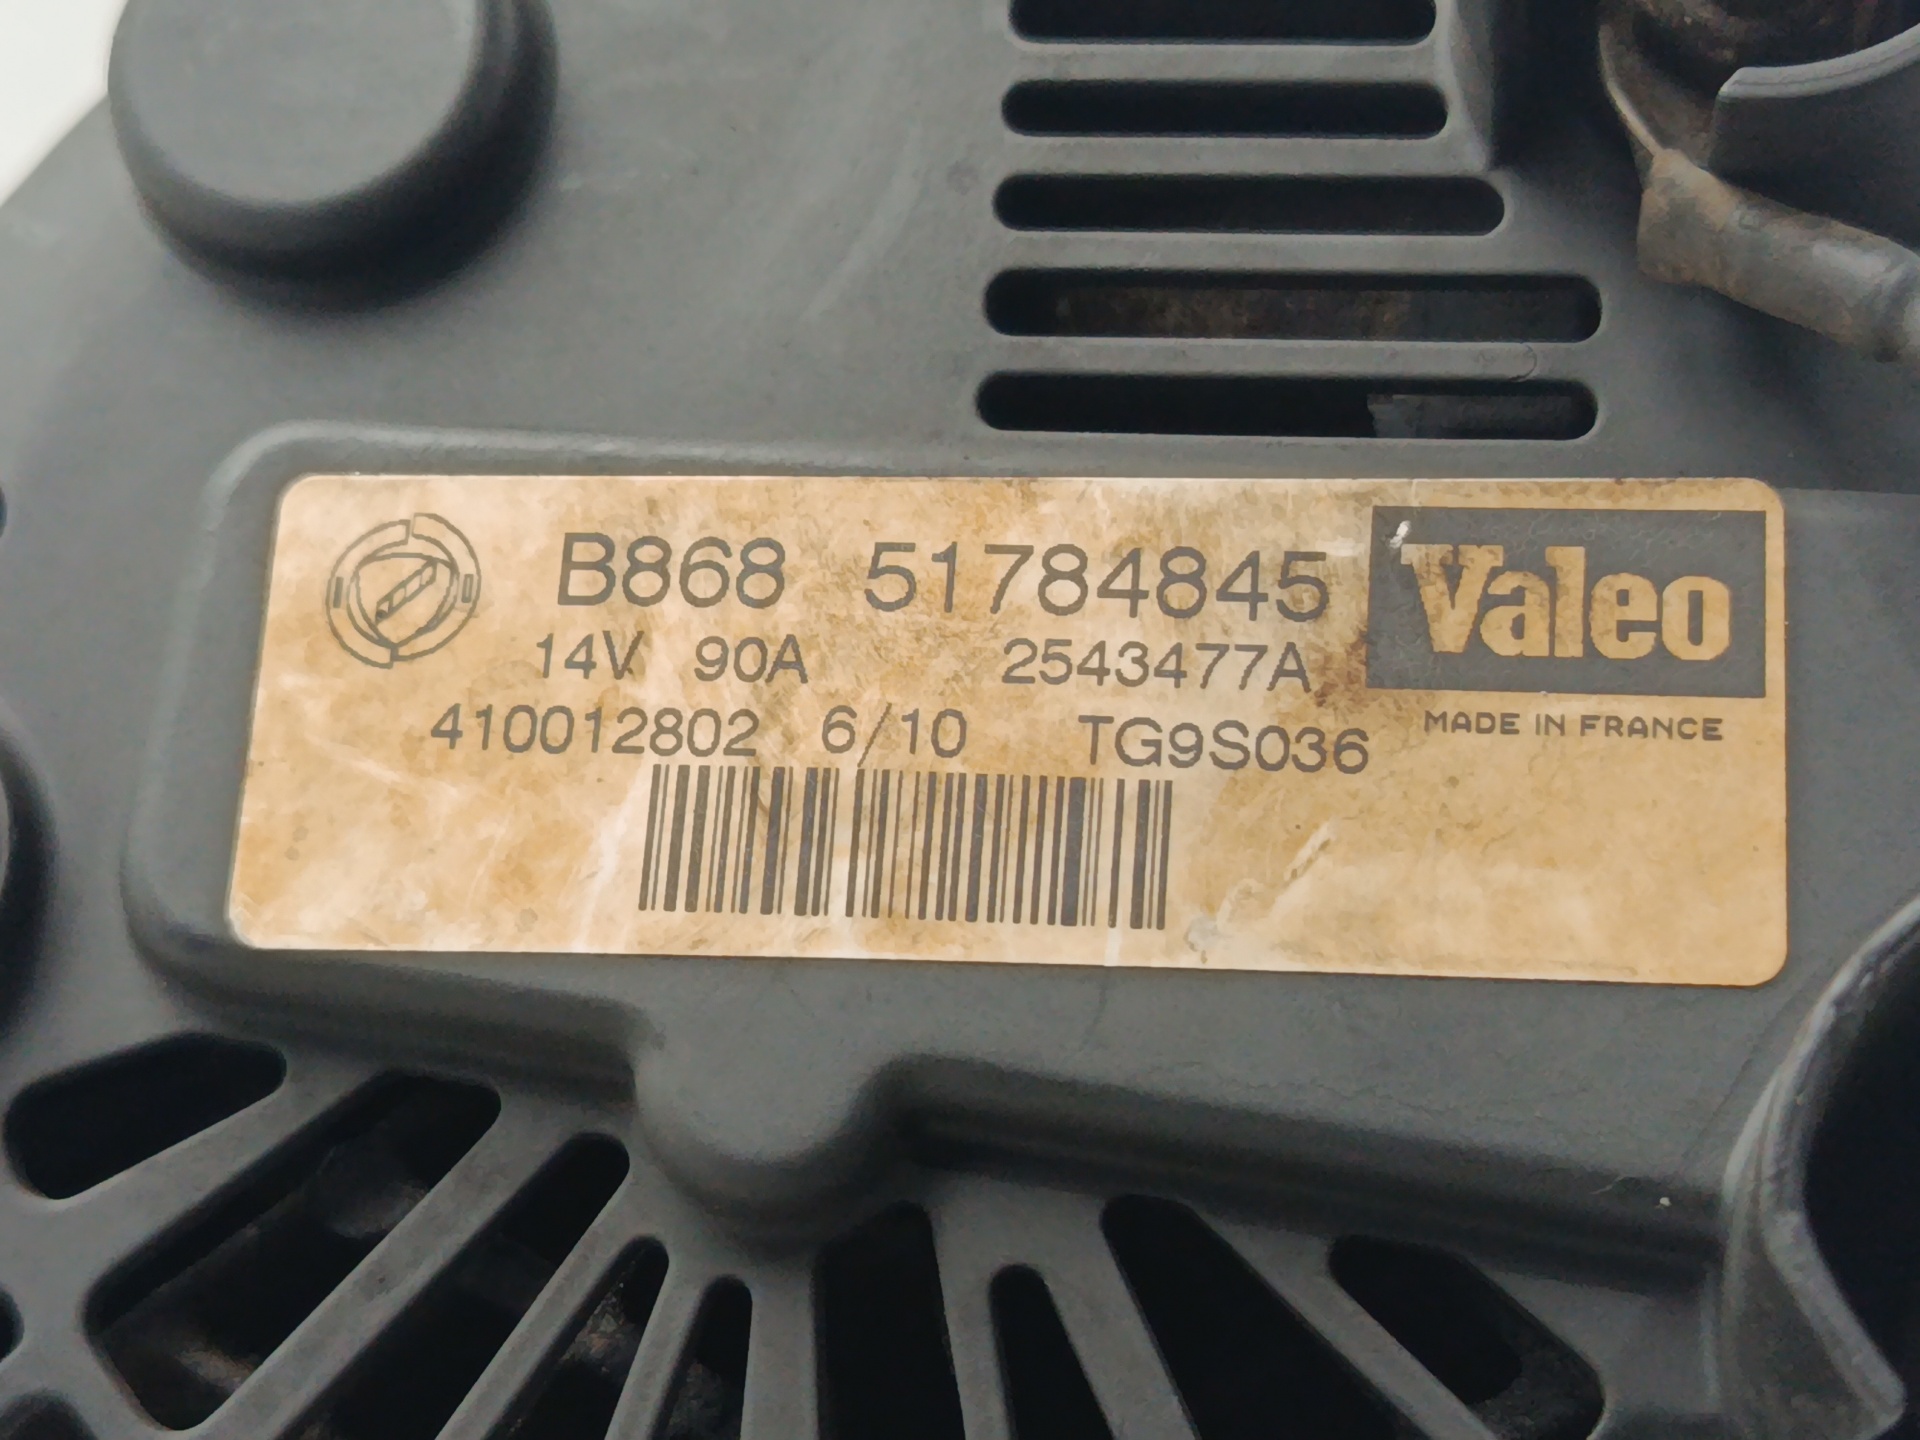 B868 51784845
14V 90A 2543477A
410012802 6/10 TG9S036
Valeo
MADE IN FRANCE